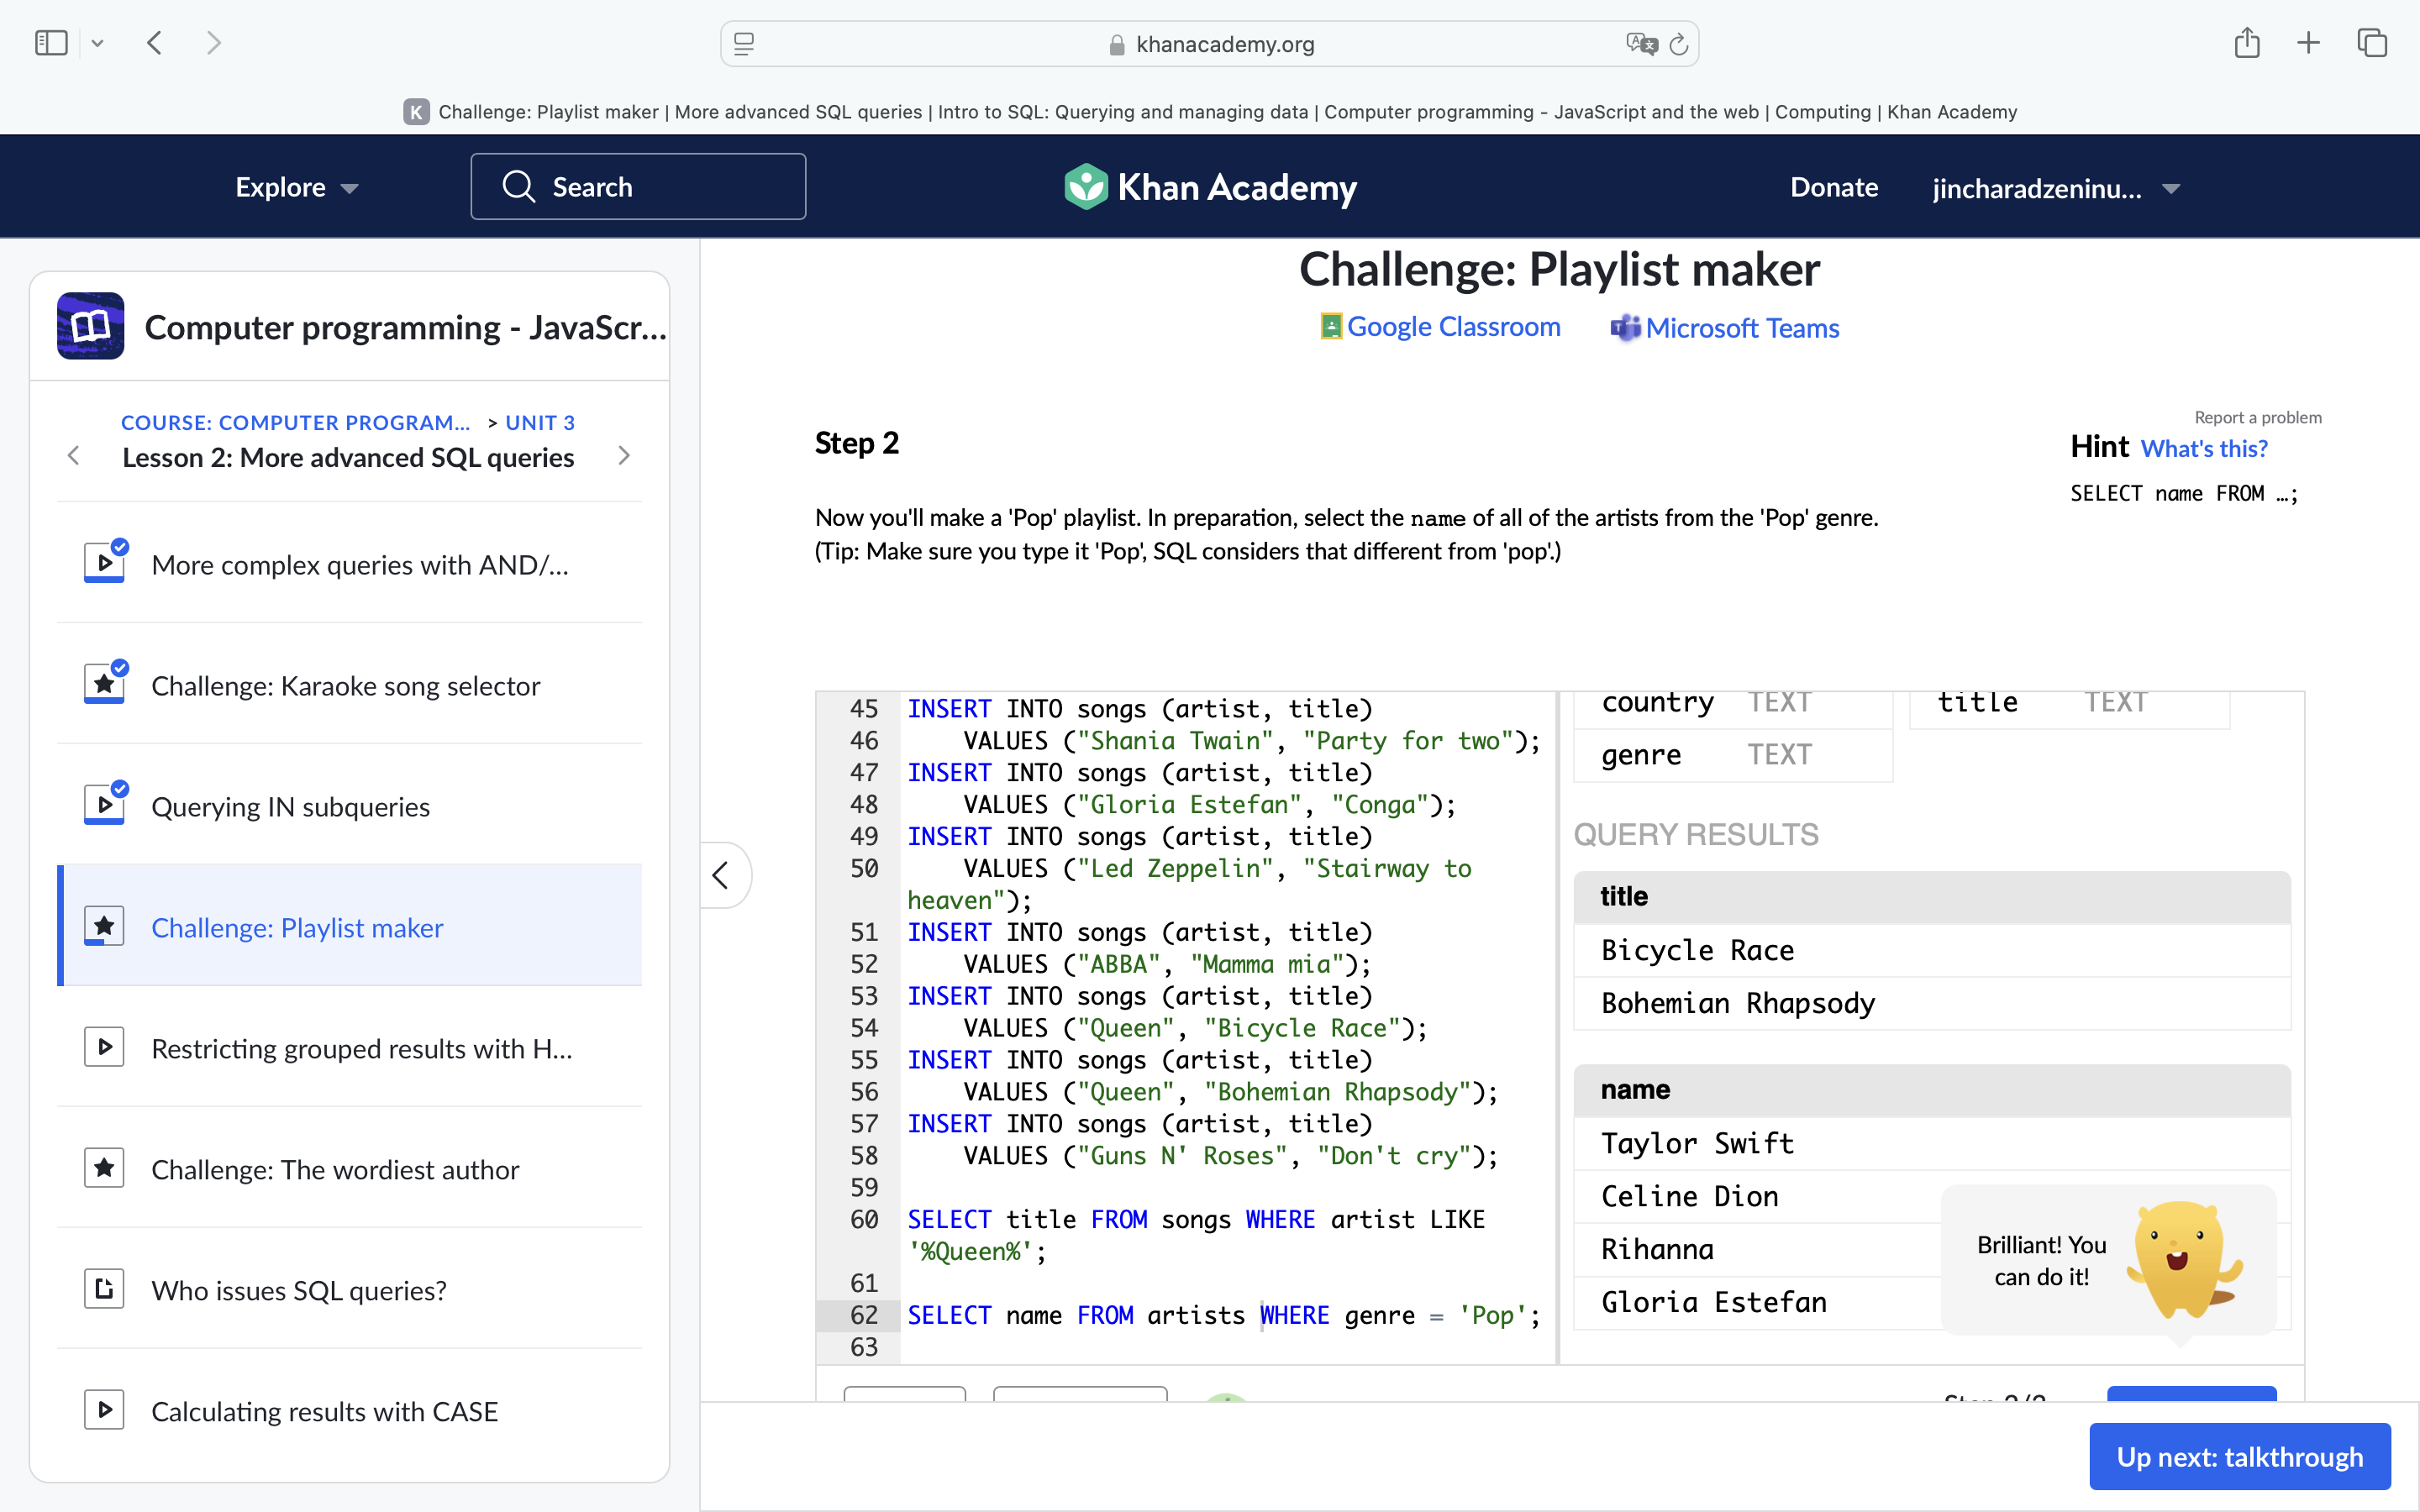 khanacademy.org
K Challenge: Playlist maker | More advanced SQL queries | Intro to SQL: Querying and managing data | Computer programming - JavaScript and the web | Computing | Khan Academy
Explore
Search
Khan Academy
Donate
jincharadzeninu...
Computer programming - JavaScr...
COURSE: COMPUTER PROGRAM... > UNIT 3
Lesson 2: More advanced SQL queries
More complex queries with AND/...
Challenge: Karaoke song selector
Querying IN subqueries
Challenge: Playlist maker
Restricting grouped results with H...
Challenge: The wordiest author
Who issues SQL queries?
Calculating results with CASE
Challenge: Playlist maker
Google Classroom
Microsoft Teams
Report a problem
Step 2
Now you'll make a 'Pop' playlist. In preparation, select the name of all of the artists from the 'Pop' genre.
(Tip: Make sure you type it 'Pop', SQL considers that different from 'pop'.)
Hint What's this?
SELECT name FROM …;
45 INSERT INTO songs (artist, title)
46 VALUES ("Shania Twain", "Party for two");
47 INSERT INTO songs (artist, title)
48 VALUES ("Gloria Estefan", "Conga");
49 INSERT INTO songs (artist, title)
50 VALUES ("Led Zeppelin", "Stairway to
heaven");
51 INSERT INTO songs (artist, title)
52 VALUES ("ABBA", "Mamma mia");
53 INSERT INTO songs (artist, title)
54 VALUES ("Queen", "Bicycle Race");
55 INSERT INTO songs (artist, title)
56 VALUES ("Queen", "Bohemian Rhapsody");
57 INSERT INTO songs (artist, title)
58 VALUES ("Guns N' Roses", "Don't cry");
59
60 SELECT title FROM songs WHERE artist LIKE
'%Queen%';
61
62 SELECT name FROM artists WHERE genre = 'Pop';
63
country TEXT
genre TEXT
title TEXT
QUERY RESULTS
title
Bicycle Race
Bohemian Rhapsody
name
Taylor Swift
Celine Dion
Rihanna
Gloria Estefan
Brilliant! You
can do it!
Up next: talkthrough